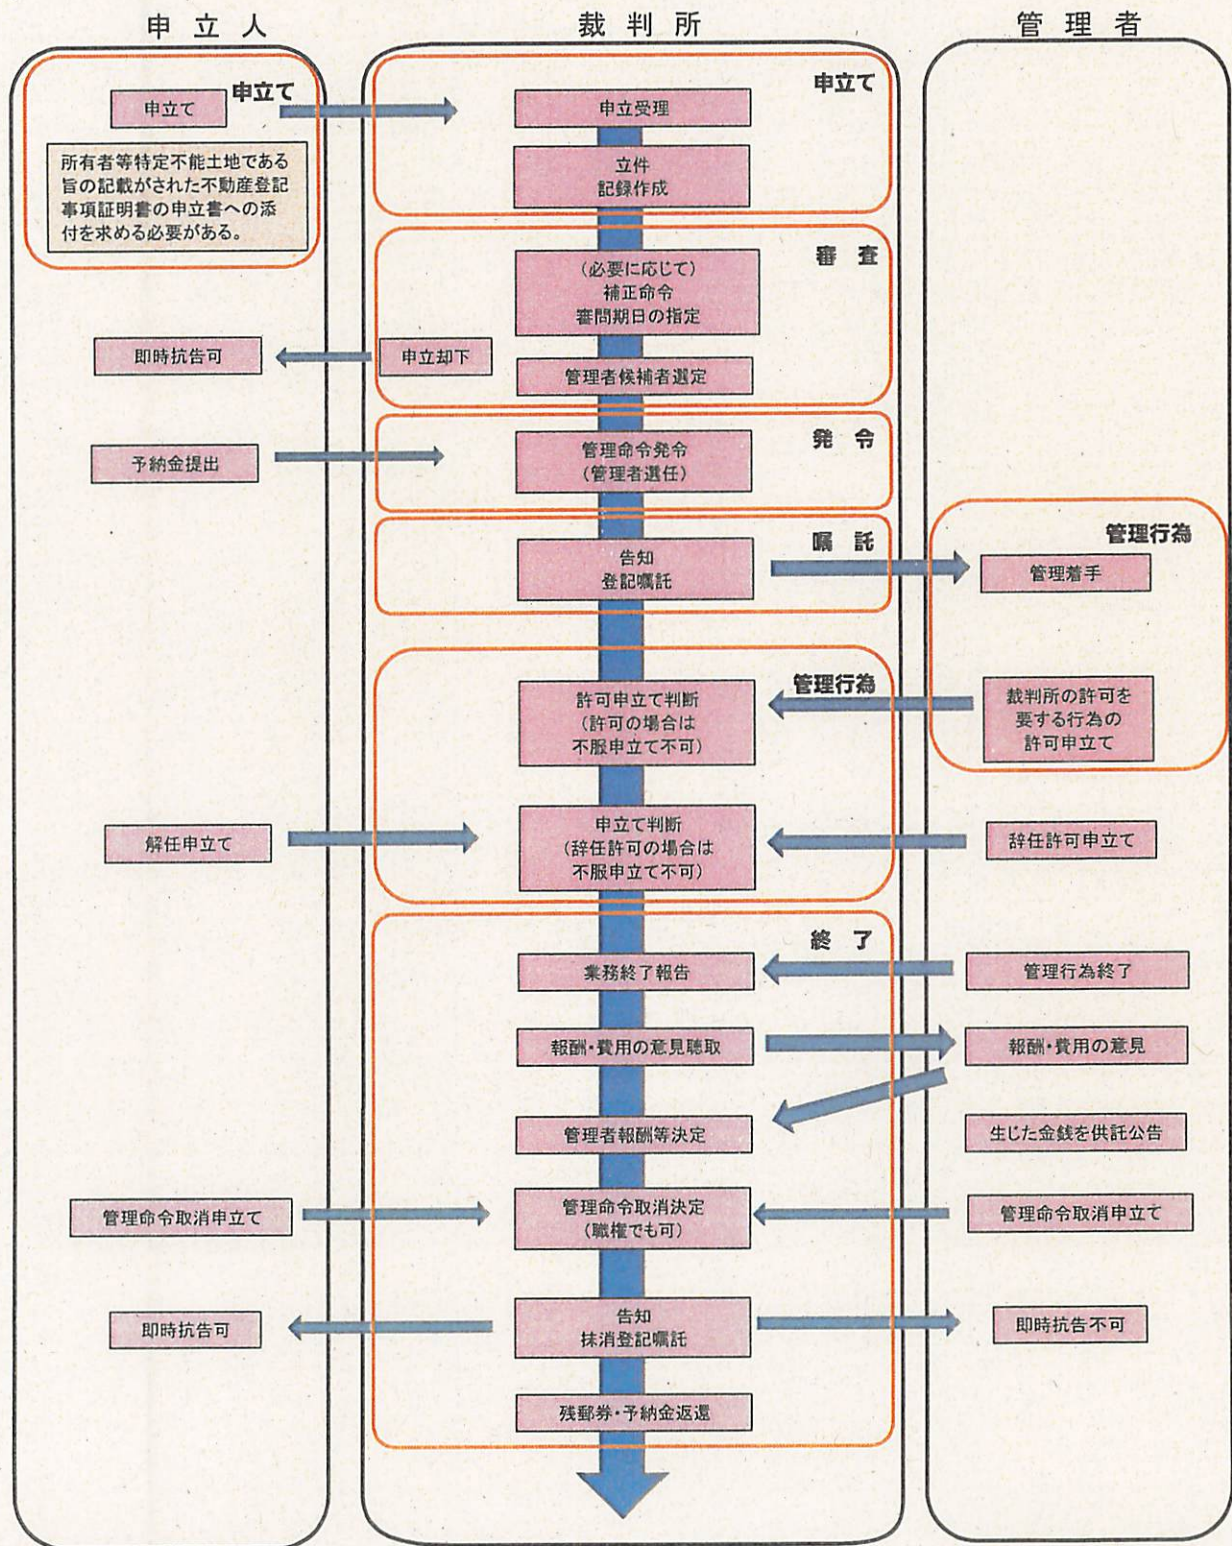 申立人
裁判所
管理者
申立て
申立て
所有者等特定不能土地である
旨の記載がされた不動産登記
事項証明書の申立書への添
付を求める必要がある。
申立て
申立受理
立件
記録作成
審査
(必要に応じて)
補正命令
審問期日の指定
即時抗告可
申立却下
管理者候補者選定
発令
予納金提出
管理命令発令
(管理者選任)
嘱託
告知
登記嘱託
管理行為
管理着手
管理行為
許可申立て判断
(許可の場合は
不服申立て不可)
裁判所の許可を
要する行為の
許可申立て
解任申立て
申立て判断
(辞任許可の場合は
不服申立て不可)
辞任許可申立て
終了
業務終了報告
管理行為終了
報酬・費用の意見聴取
報酬・費用の意見
管理者報酬等決定
生じた金銭を供託公告
管理命令取消申立て
管理命令取消決定
(職権でも可)
管理命令取消申立て
即時抗告可
告知
抹消登記嘱託
即時抗告不可
残郵券・予納金返還